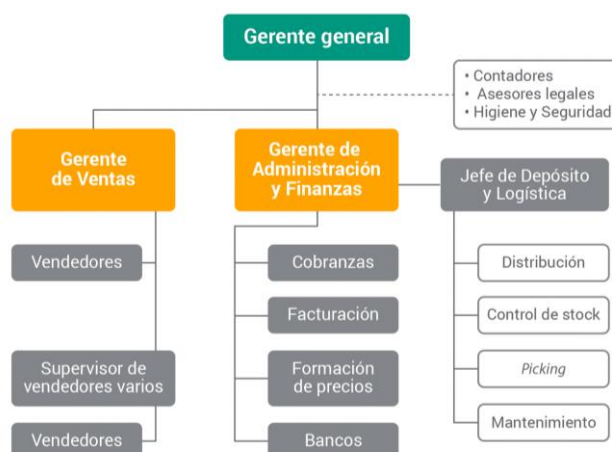 Gerente general
• Contadores
• Asesores legales
• Higiene y Seguridad
Gerente
de Ventas
Gerente de
Administración
y Finanzas
Jefe de Depósito
y Logística
Vendedores
Cobranzas
Distribución
Facturación
Control de stock
Supervisor de
vendedores varios
Formación
de precios
Picking
Vendedores
Bancos
Mantenimiento